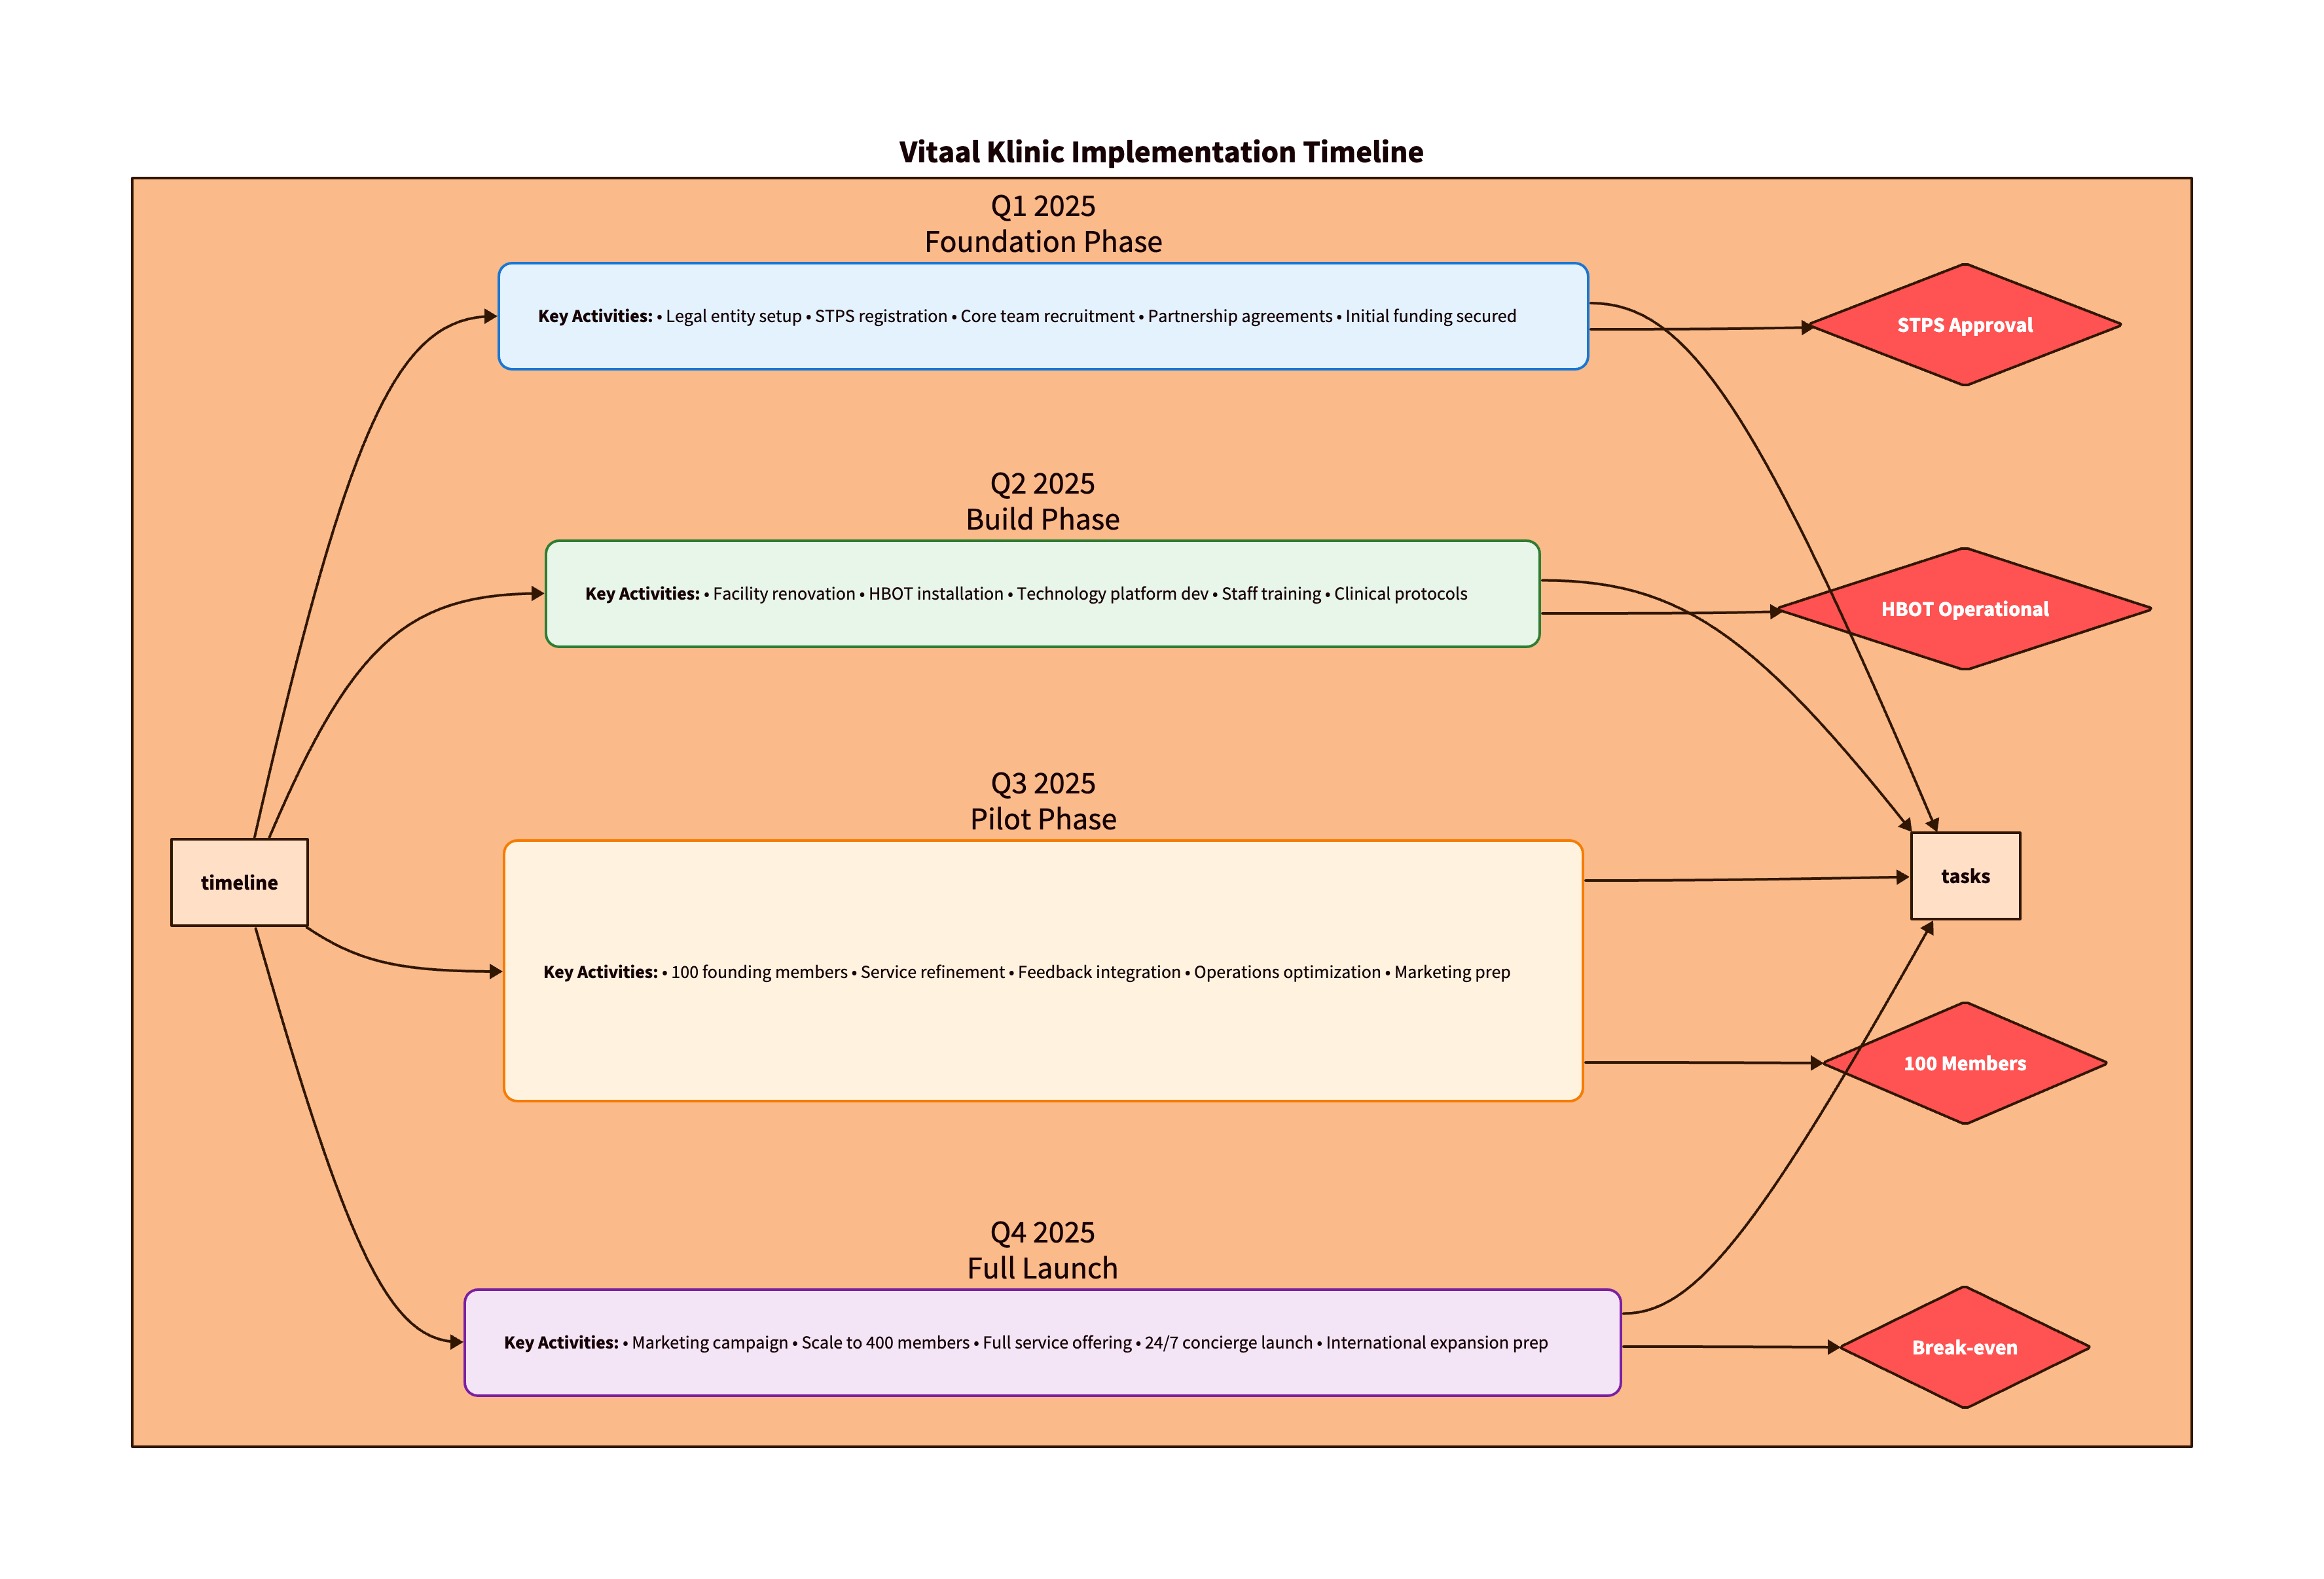 Vitaal Klinic Implementation Timeline
Q1 2025
Foundation Phase
Key Activities: • Legal entity setup • STPS registration • Core team recruitment • Partnership agreements • Initial funding secured
STPS Approval
Q2 2025
Build Phase
Key Activities: • Facility renovation • HBOT installation • Technology platform dev • Staff training • Clinical protocols
HBOT Operational
Q3 2025
Pilot Phase
timeline
tasks
Key Activities: • 100 founding members • Service refinement • Feedback integration • Operations optimization • Marketing prep
100 Members
Q4 2025
Full Launch
Key Activities: • Marketing campaign • Scale to 400 members • Full service offering • 24/7 concierge launch • International expansion prep
Break-even